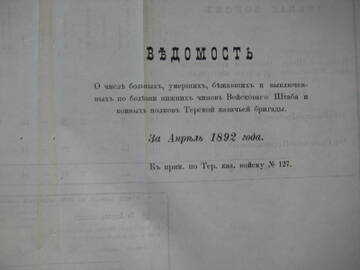 ВѢДОМОСТЬ
О числѣ больныхъ, умершихъ, бѣжавшихъ и выключен-
ныхъ по болѣзни нижнихъ чиновъ Войскового Штаба и
конныхъ полковъ Терской казачьей бригады.
За Апрѣль 1892 года.
Къ прик. по Тер. каз. войску № 127.